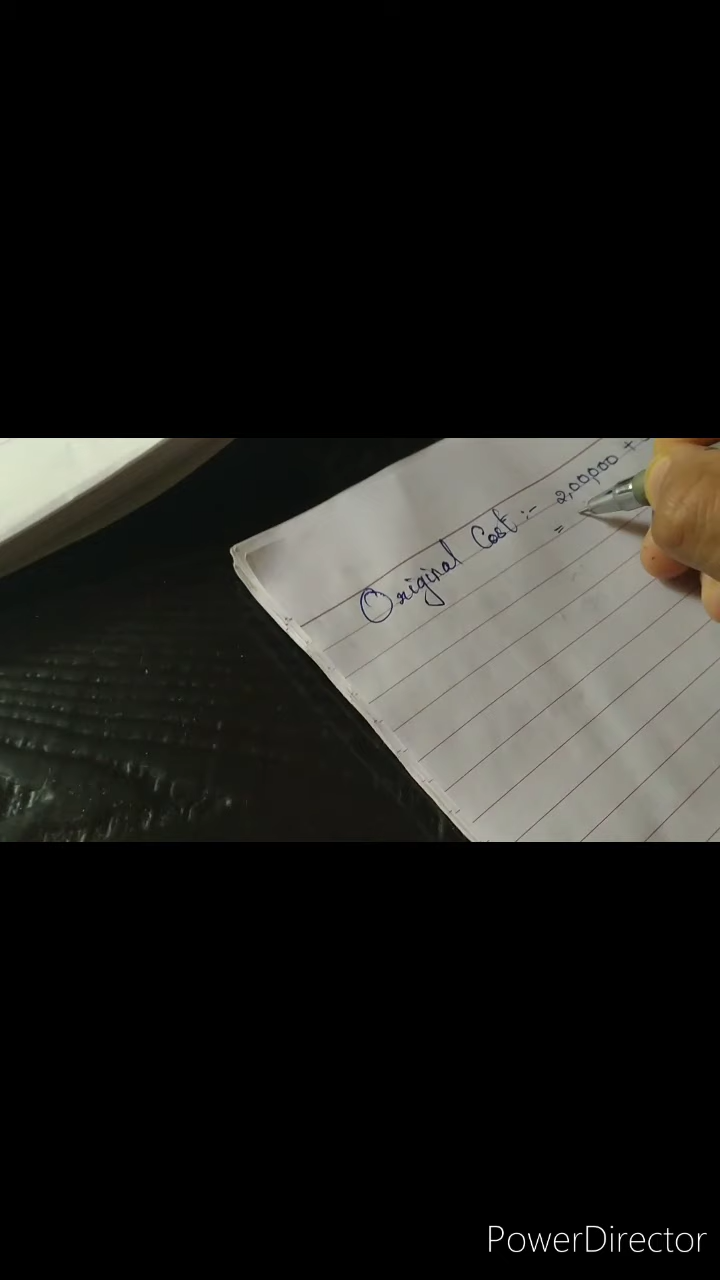 Original Cost :- 2,00,000 +
=
PowerDirector